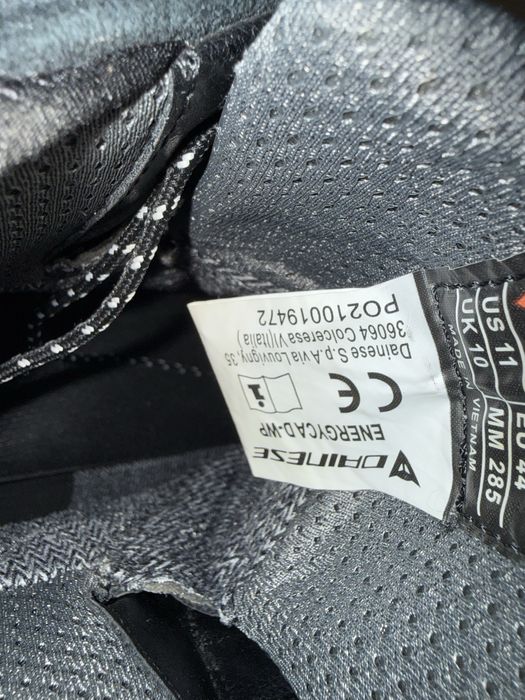 DAINESE
ENERGYCA D-WP
CE
i
Dainese S.p.A via Louvigny, 35
36064 Colceresa VI(Italia)
PO210019472
US 11
EU 44
UK 10
MM 285
MADE IN VIETNAM